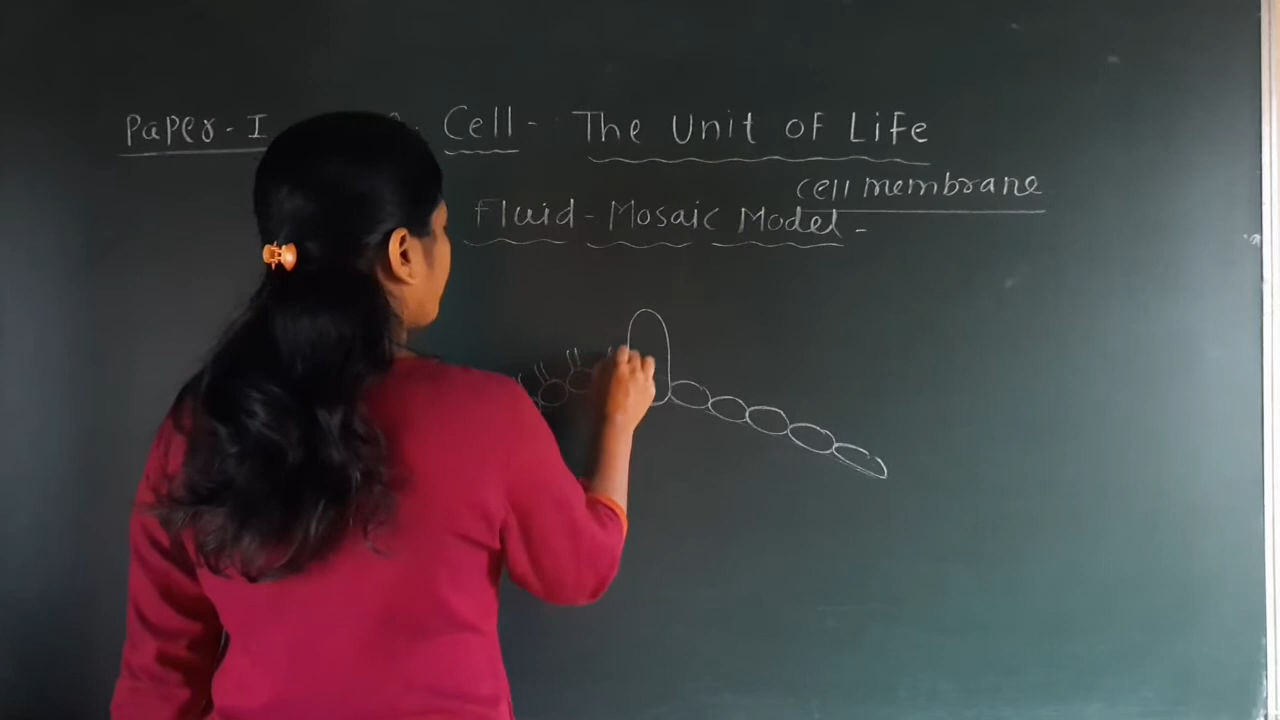 Paper - I Cell - The Unit of Life
cell membrane
Fluid - Mosaic Model -